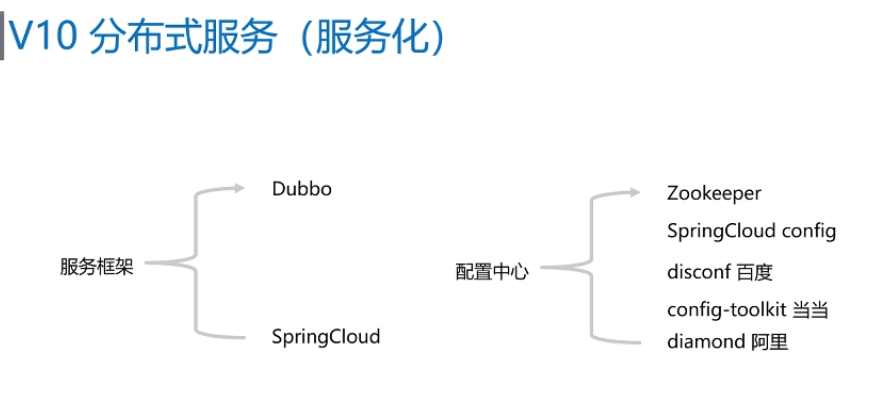 V10 分布式服务（服务化）
服务框架
Dubbo
SpringCloud
配置中心
Zookeeper
SpringCloud config
disconf 百度
config-toolkit 当当
diamond 阿里